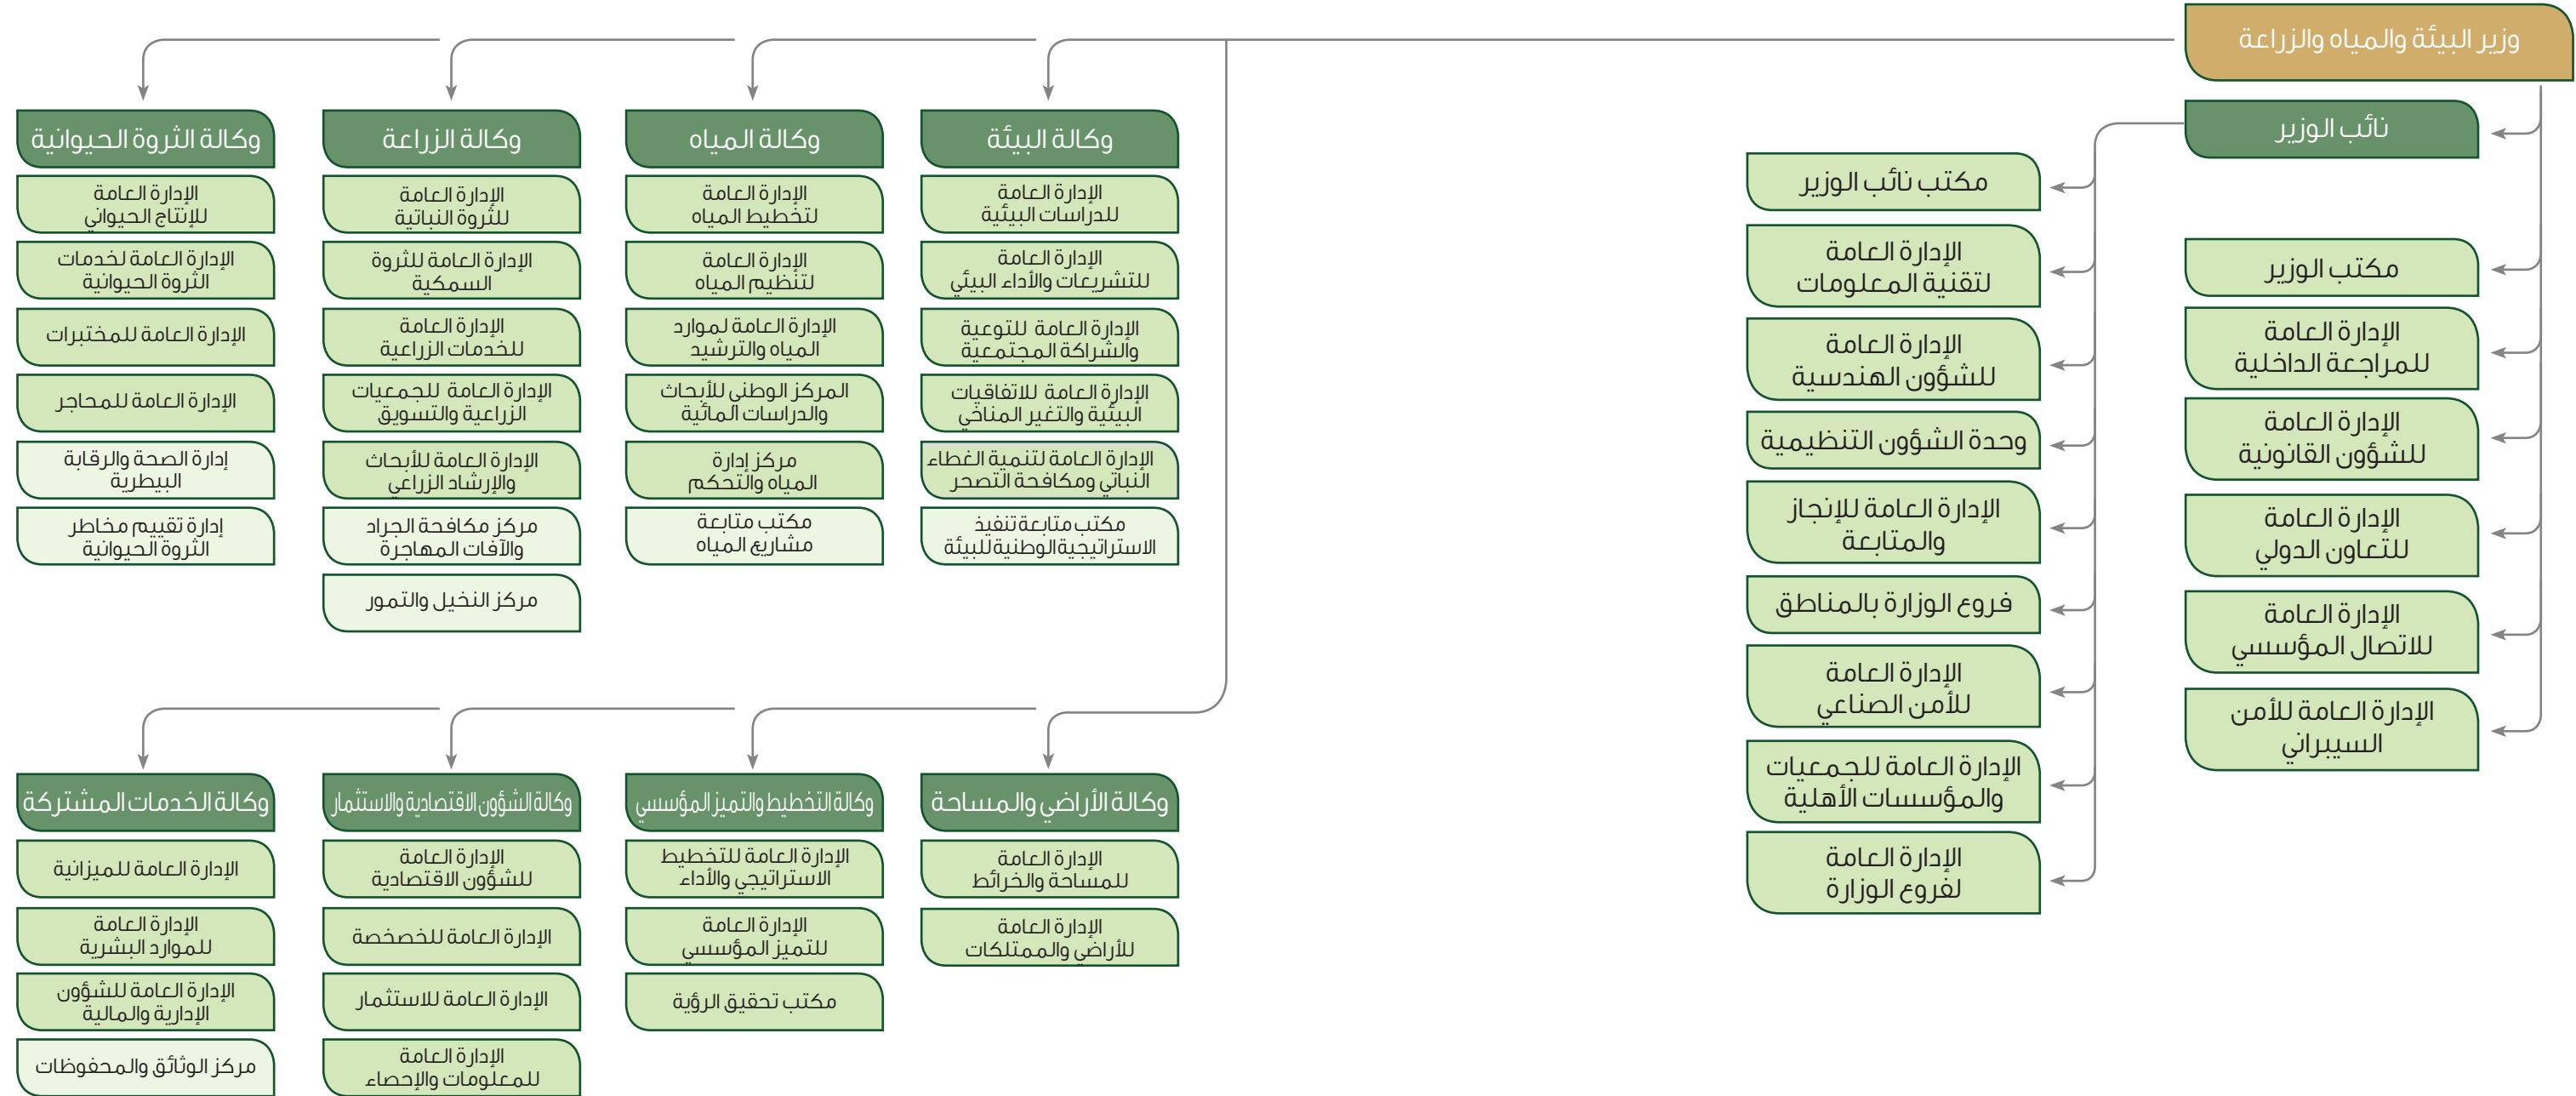 وزير البيئة والمياه والزراعة
نائب الوزير
مكتب الوزير
الإدارة العامة
للمراجعة الداخلية
الإدارة العامة
للشؤون القانونية
الإدارة العامة
للتعاون الدولي
الإدارة العامة
للاتصال المؤسسي
الإدارة العامة للأمن
السيبراني
مكتب نائب الوزير
الإدارة العامة
لتقنية المعلومات
الإدارة العامة
للشؤون الهندسية
وحدة الشؤون التنظيمية
الإدارة العامة للإنجاز
والمتابعة
فروع الوزارة بالمناطق
الإدارة العامة
للأمن الصناعي
الإدارة العامة للجمعيات
والمؤسسات الأهلية
الإدارة العامة
لفروع الوزارة
وكالة البيئة
الإدارة العامة
للدراسات البيئية
الإدارة العامة
للتشريعات والأداء البيئي
الإدارة العامة للتوعية
والشراكة المجتمعية
الإدارة العامة للاتفاقيات
البيئية والتغير المناخي
الإدارة العامة لتنمية الغطاء
النباتي ومكافحة التصحر
مكتب متابعة تنفيذ
الاستراتيجية الوطنية للبيئة
وكالة المياه
الإدارة العامة
لتخطيط المياه
الإدارة العامة
لتنظيم المياه
الإدارة العامة لموارد
المياه والترشيد
المركز الوطني للأبحاث
والدراسات المائية
مركز إدارة
المياه والتحكم
مكتب متابعة
مشاريع المياه
وكالة الزراعة
الإدارة العامة
للثروة النباتية
الإدارة العامة للثروة
السمكية
الإدارة العامة
للخدمات الزراعية
الإدارة العامة للجمعيات
الزراعية والتسويق
الإدارة العامة للأبحاث
والإرشاد الزراعي
مركز مكافحة الجراد
والآفات المهاجرة
مركز النخيل والتمور
وكالة الثروة الحيوانية
الإدارة العامة
للإنتاج الحيواني
الإدارة العامة لخدمات
الثروة الحيوانية
الإدارة العامة للمختبرات
الإدارة العامة للمحاجر
إدارة الصحة والرقابة
البيطرية
إدارة تقييم مخاطر
الثروة الحيوانية
وكالة الأراضي والمساحة
الإدارة العامة
للمساحة والخرائط
الإدارة العامة
للأراضي والممتلكات
وكالة التخطيط والتميز المؤسسي
الإدارة العامة للتخطيط
الاستراتيجي والأداء
الإدارة العامة
للتميز المؤسسي
مكتب تحقيق الرؤية
وكالة الشؤون الاقتصادية والاستثمار
الإدارة العامة
للشؤون الاقتصادية
الإدارة العامة للخصخصة
الإدارة العامة للاستثمار
الإدارة العامة
للمعلومات والإحصاء
وكالة الخدمات المشتركة
الإدارة العامة للميزانية
الإدارة العامة
للموارد البشرية
الإدارة العامة للشؤون
الإدارية والمالية
مركز الوثائق والمحفوظات